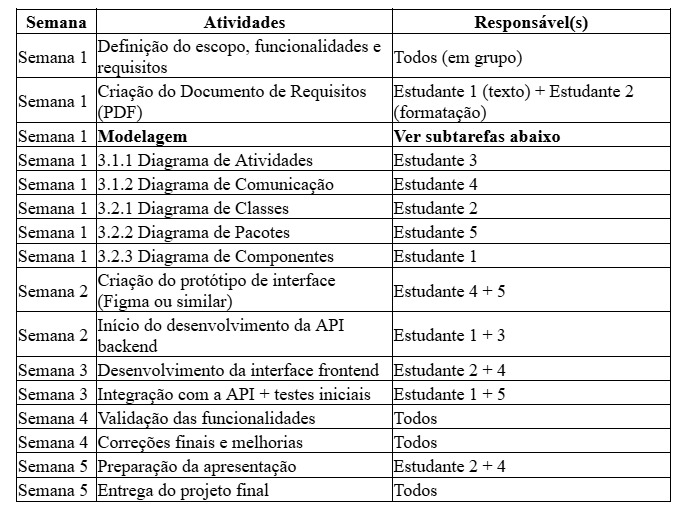 Semana Atividades Responsável(s)
Semana 1 Definição do escopo, funcionalidades e requisitos Todos (em grupo)
Semana 1 Criação do Documento de Requisitos (PDF) Estudante 1 (texto) + Estudante 2 (formatação)
Semana 1 Modelagem Ver subtarefas abaixo
Semana 1 3.1.1 Diagrama de Atividades Estudante 3
Semana 1 3.1.2 Diagrama de Comunicação Estudante 4
Semana 1 3.2.1 Diagrama de Classes Estudante 2
Semana 1 3.2.2 Diagrama de Pacotes Estudante 5
Semana 1 3.2.3 Diagrama de Componentes Estudante 1
Semana 2 Criação do protótipo de interface (Figma ou similar) Estudante 4 + 5
Semana 2 Início do desenvolvimento da API backend Estudante 1 + 3
Semana 3 Desenvolvimento da interface frontend Estudante 2 + 4
Semana 3 Integração com a API + testes iniciais Estudante 1 + 5
Semana 4 Validação das funcionalidades Todos
Semana 4 Correções finais e melhorias Todos
Semana 5 Preparação da apresentação Estudante 2 + 4
Semana 5 Entrega do projeto final Todos